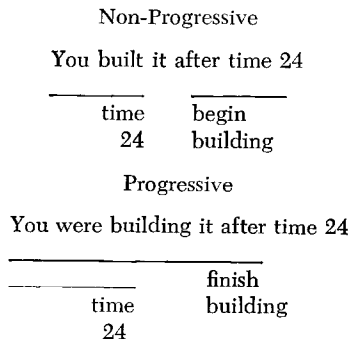 Non-Progressive
You built it after time 24
time begin
24 building
Progressive
You were building it after time 24
finish
time building
24